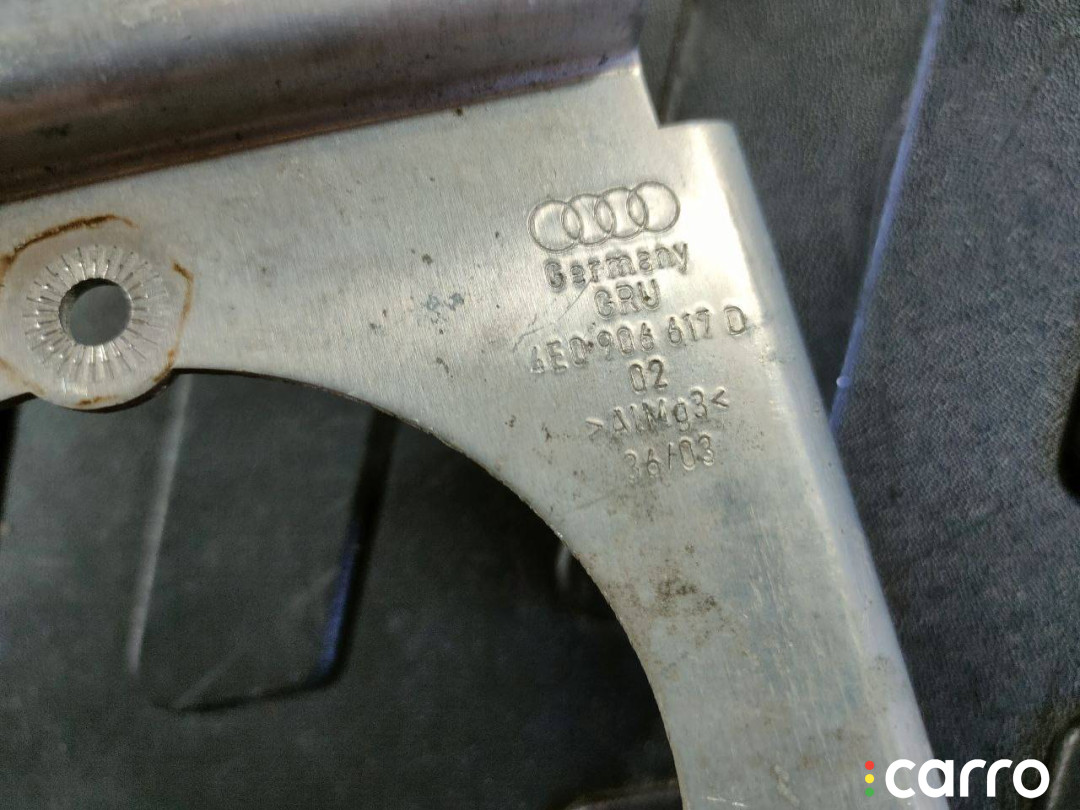 Germany
GRU
4E0 906 617 D
02
>AlMg3<
36/03
carro